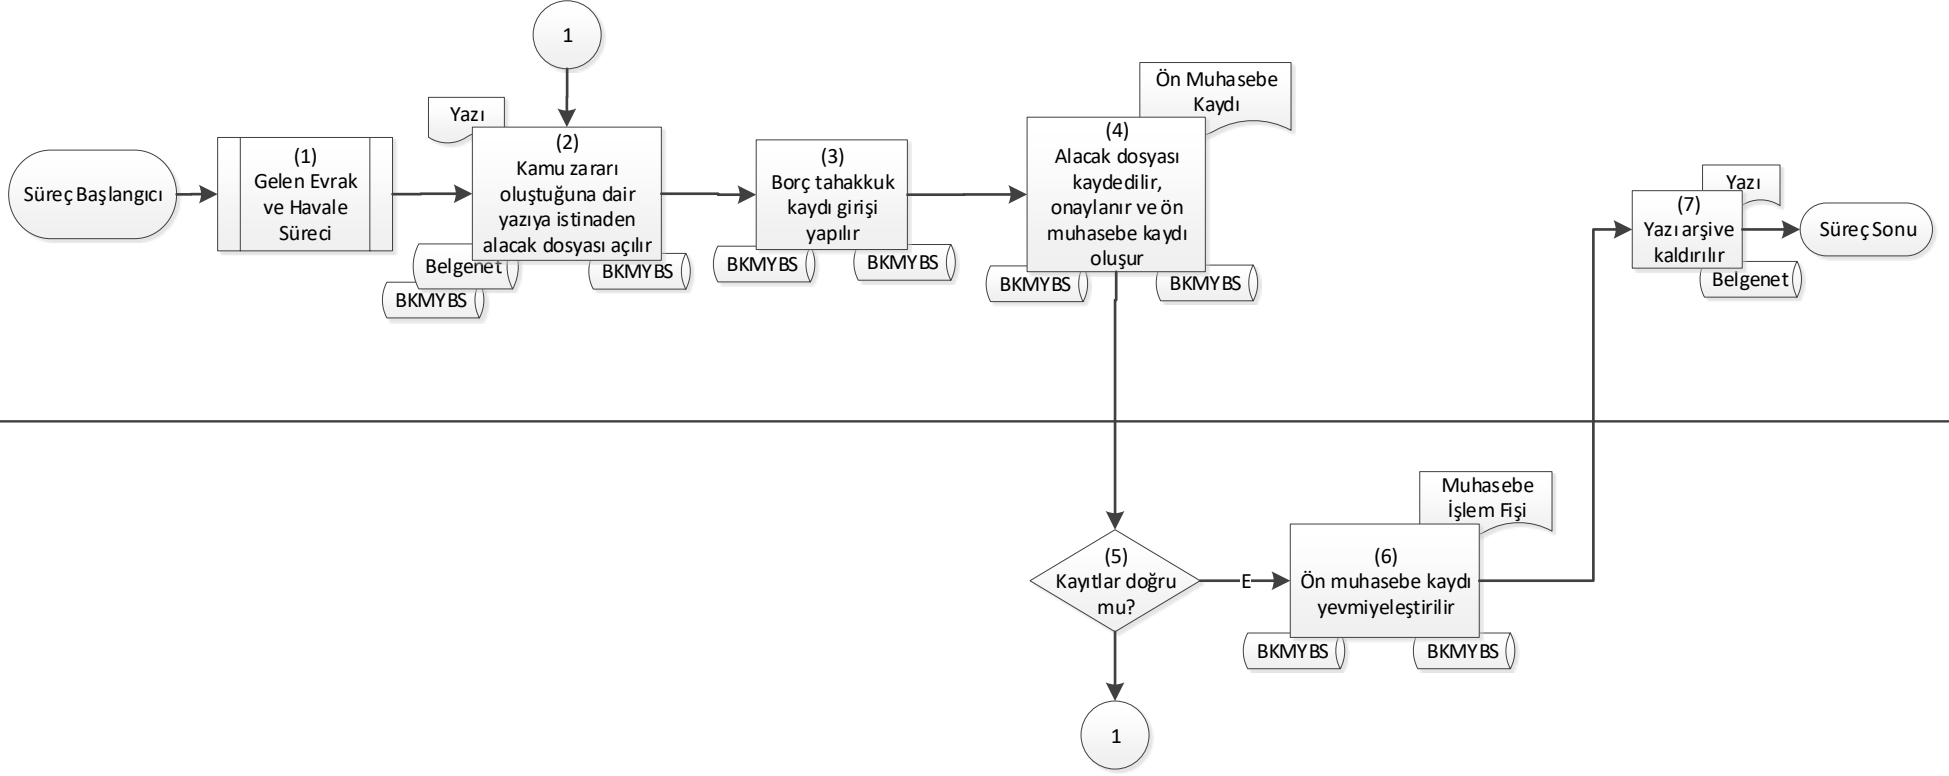 Süreç Başlangıcı
(1)
Gelen Evrak
ve Havale
Süreci
1
Yazı
(2)
Kamu zararı
oluştuğuna dair
yazıya istinaden
alacak dosyası açılır
Belgenet
BKMYBS
BKMYBS
(3)
Borç tahakkuk
kaydı girişi
yapılır
BKMYBS
BKMYBS
Ön Muhasebe
Kaydı
(4)
Alacak dosyası
kaydedilir,
onaylanır ve ön
muhasebe kaydı
oluşur
BKMYBS
BKMYBS
(5)
Kayıtlar doğru
mu?
E
1
Muhasebe
İşlem Fişi
(6)
Ön muhasebe kaydı
yevmiyeleştirilir
BKMYBS
BKMYBS
Yazı
(7)
Yazı arşive
kaldırılır
Belgenet
Süreç Sonu